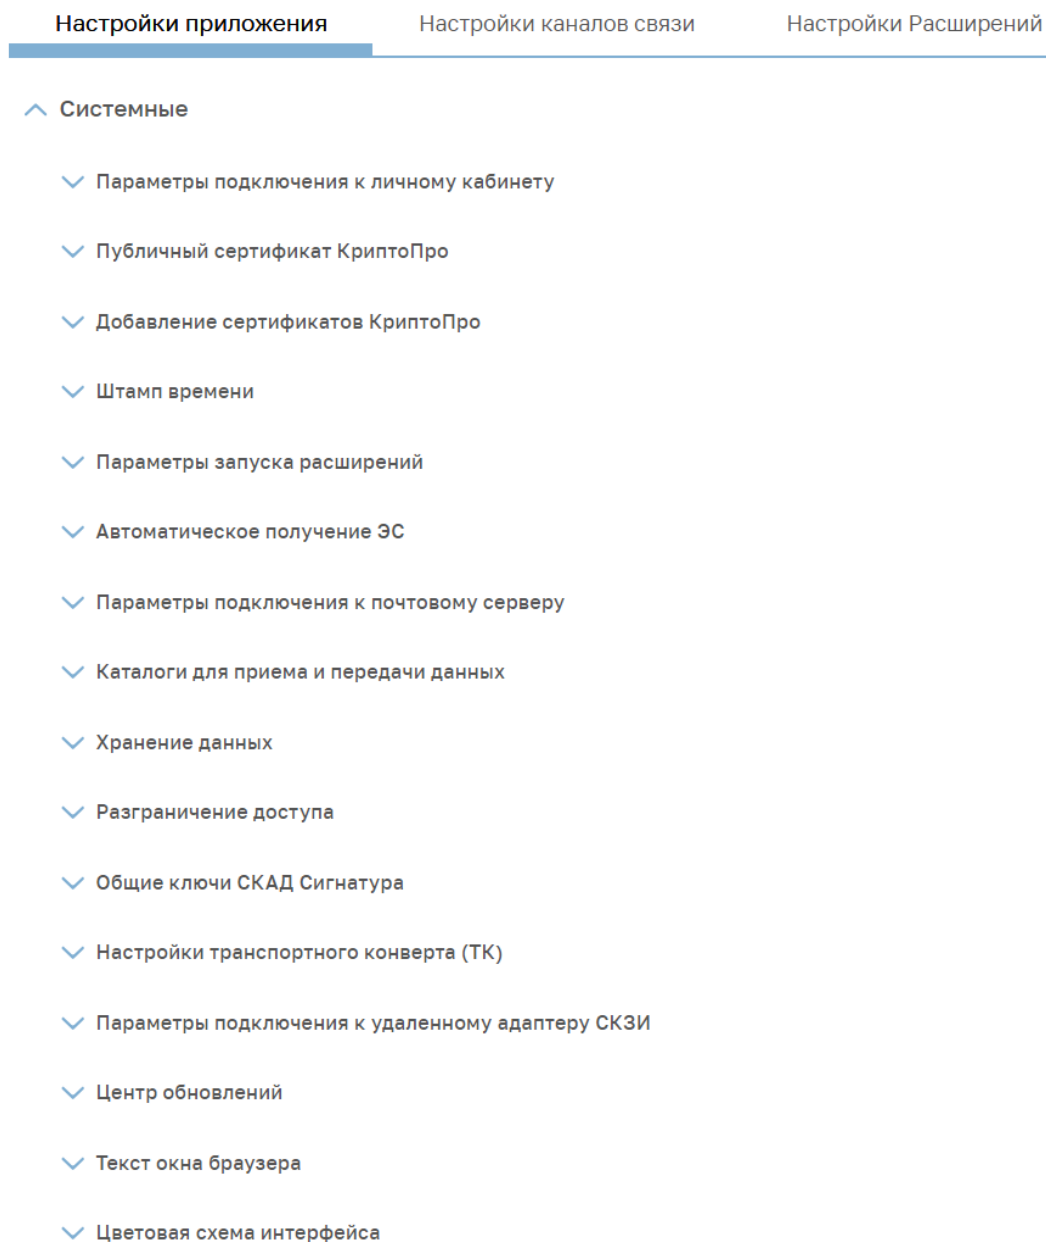 Настройки приложения Настройки каналов связи Настройки Расширений
Системные
Параметры подключения к личному кабинету
Публичный сертификат КриптоПро
Добавление сертификатов КриптоПро
Штамп времени
Параметры запуска расширений
Автоматическое получение ЭС
Параметры подключения к почтовому серверу
Каталоги для приема и передачи данных
Хранение данных
Разграничение доступа
Общие ключи СКАД Сигнатура
Настройки транспортного конверта (ТК)
Параметры подключения к удаленному адаптеру СКЗИ
Центр обновлений
Текст окна браузера
Цветовая схема интерфейса